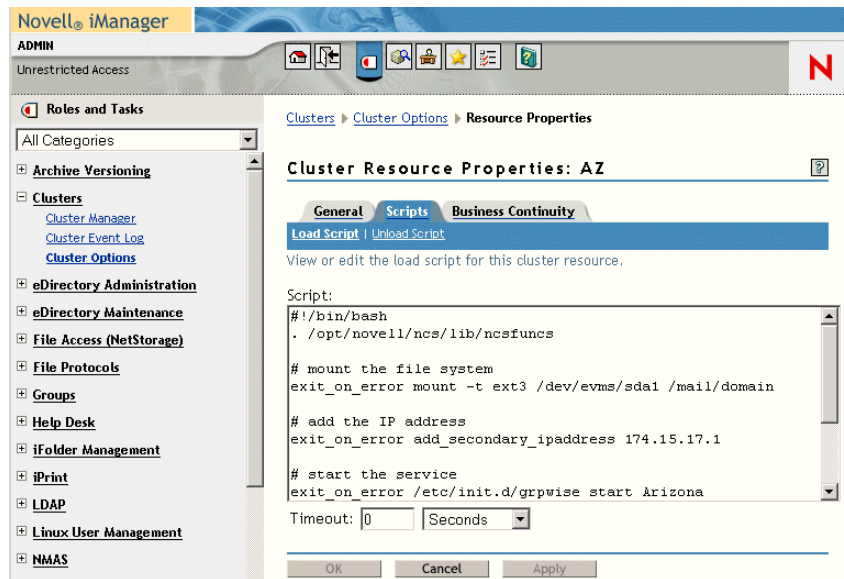 Novell® iManager
ADMIN
Unrestricted Access
N
Roles and Tasks
All Categories
Archive Versioning
Clusters
Cluster Manager
Cluster Event Log
Cluster Options
eDirectory Administration
eDirectory Maintenance
File Access (NetStorage)
File Protocols
Groups
Help Desk
iFolder Management
iPrint
LDAP
Linux User Management
NMAS
Clusters Cluster Options Resource Properties
Cluster Resource Properties: AZ
?
General Scripts Business Continuity
Load Script | Unload Script
View or edit the load script for this cluster resource.
Script:
#!/bin/bash
. /opt/novell/ncs/lib/ncsfuncs
# mount the file system
exit_on_error mount -t ext3 /dev/evms/sda1 /mail/domain
# add the IP address
exit_on_error add_secondary_ipaddress 174.15.17.1
# start the service
exit_on_error /etc/init.d/grpwise start Arizona
Timeout: 0 Seconds
OK Cancel Apply